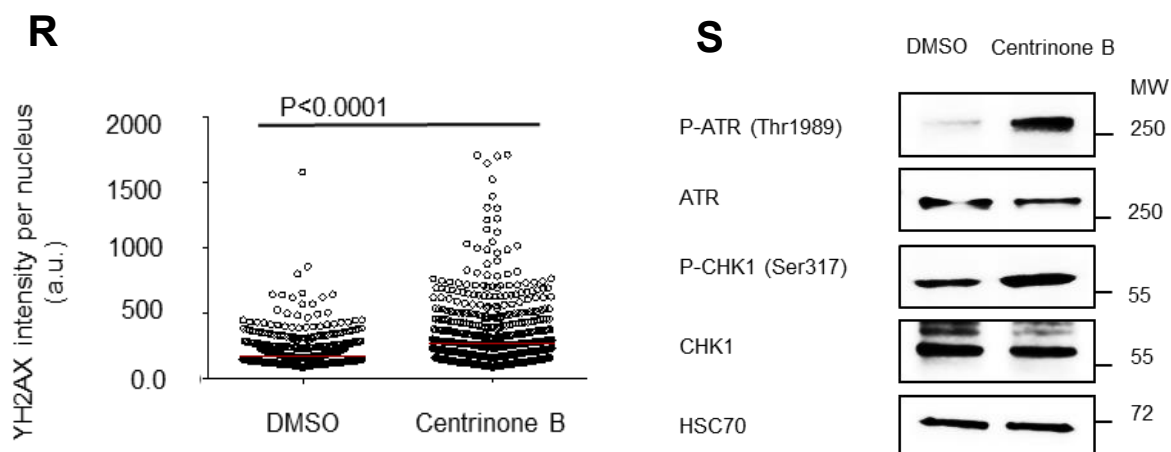 R
YH2AX intensity per nucleus
(a.u.)
P<0.0001
2000
1500
1000
500
0.0
DMSO
Centrinone B
S
DMSO Centrinone B
MW
P-ATR (Thr1989)
250
ATR
250
P-CHK1 (Ser317)
55
CHK1
55
HSC70
72